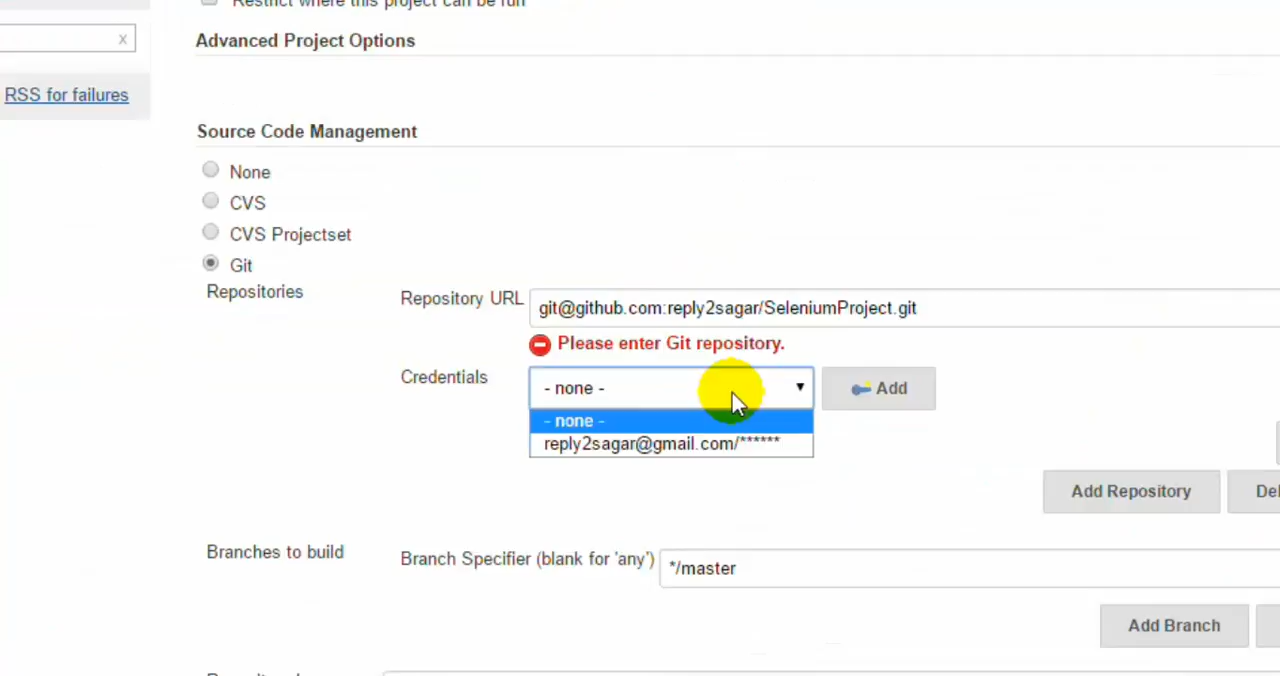 Restrict where this project can be run
Advanced Project Options
x
RSS for failures
Source Code Management
None
CVS
CVS Projectset
Git
Repositories
Repository URL
git@github.com:reply2sagar/SeleniumProject.git
Please enter Git repository.
Credentials
- none -
Add
- none -
reply2sagar@gmail.com/******
Add Repository
Del
Branches to build
Branch Specifier (blank for 'any')
*/master
Add Branch